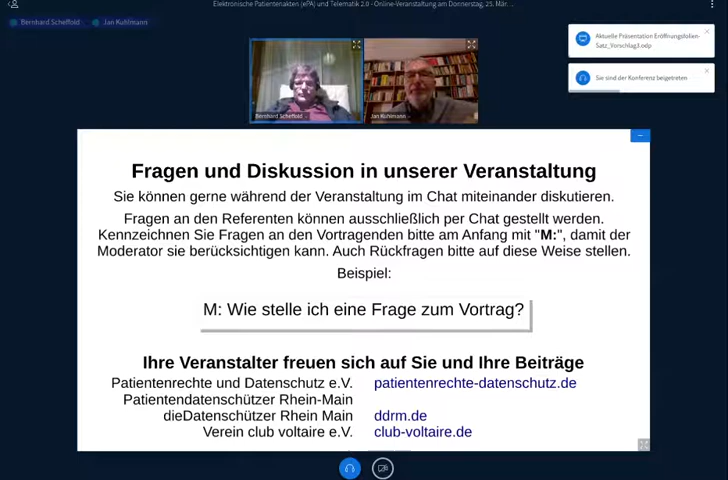 Elektronische Patientenakten (ePA) und Telematik 2.0 - Online-Veranstaltung am Donnerstag, 25. Mär...
Bernhard Scheffold
Jan Kuhlmann
Aktuelle Präsentation Eröffnungsfolien-
Satz_Vorschlag3.odp
Sie sind der Konferenz beigetreten
Bernhard Scheffold
Jan Kuhlmann
Fragen und Diskussion in unserer Veranstaltung
Sie können gerne während der Veranstaltung im Chat miteinander diskutieren.
Fragen an den Referenten können ausschließlich per Chat gestellt werden.
Kennzeichnen Sie Fragen an den Vortragenden bitte am Anfang mit "M:", damit der
Moderator sie berücksichtigen kann. Auch Rückfragen bitte auf diese Weise stellen.
Beispiel:
M: Wie stelle ich eine Frage zum Vortrag?
Ihre Veranstalter freuen sich auf Sie und Ihre Beiträge
Patientenrechte und Datenschutz e.V. patientenrechte-datenschutz.de
Patientendatenschützer Rhein-Main
dieDatenschützer Rhein Main ddrm.de
Verein club voltaire e.V. club-voltaire.de